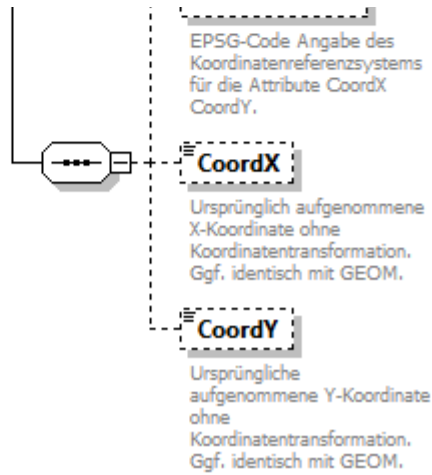 EPSG-Code Angabe des
Koordinatenreferenzsystems
für die Attribute CoordX
CoordY.
CoordX
Ursprünglich aufgenommene
X-Koordinate ohne
Koordinatentransformation.
Ggf. identisch mit GEOM.
CoordY
Ursprüngliche
aufgenommene Y-Koordinate
ohne
Koordinatentransformation.
Ggf. identisch mit GEOM.